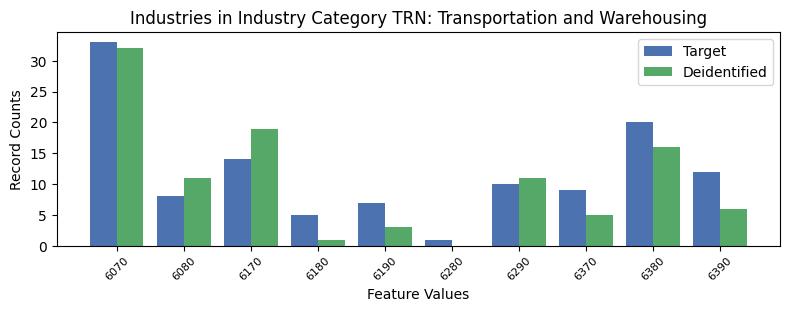 Industries in Industry Category TRN: Transportation and Warehousing
Target
Deidentified
Record Counts
30
25
20
15
10
5
0
6070 6080 6170 6180 6190 6280 6290 6370 6380 6390
Feature Values